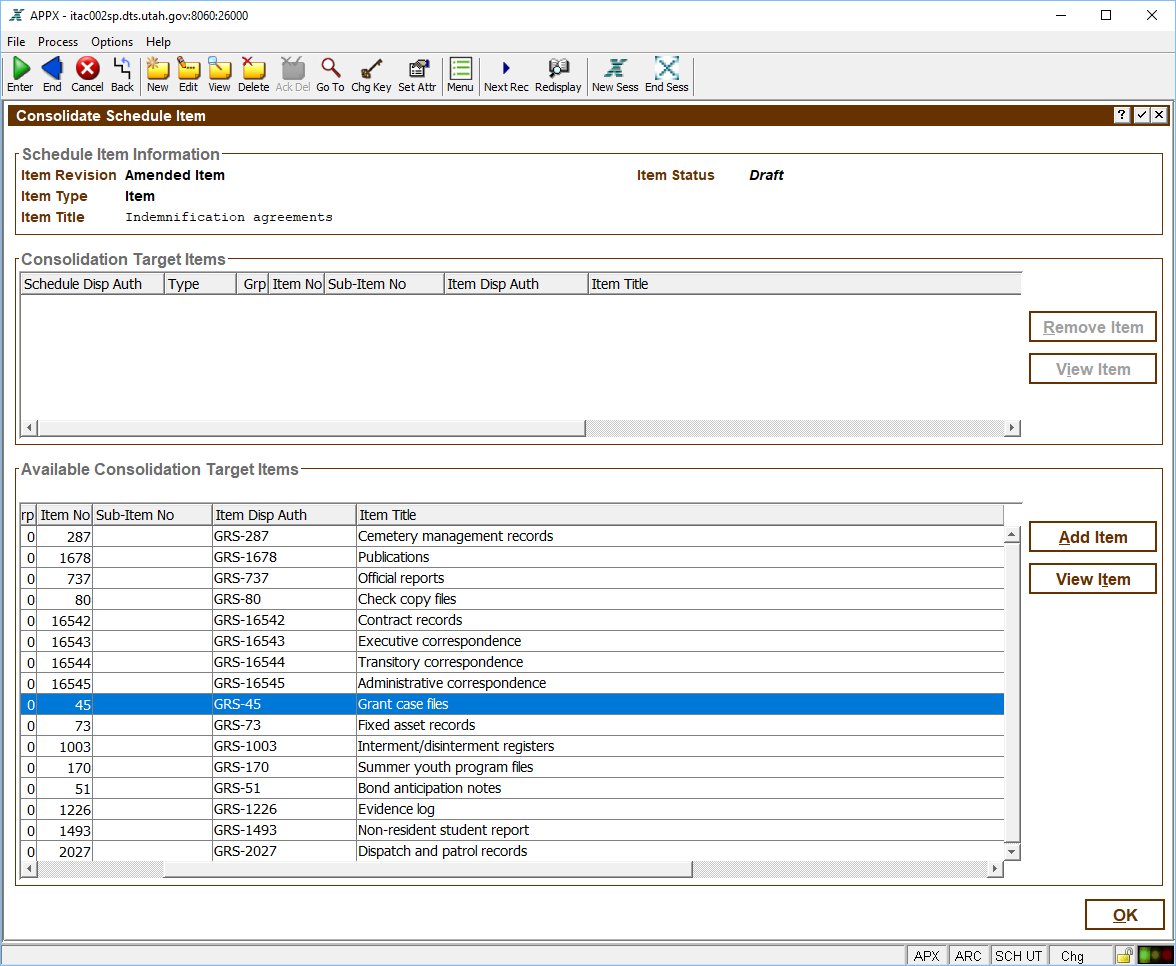 APPX - itac002sp.dts.utah.gov:8060:26000
File Process Options Help
Enter End Cancel Back New Edit View Delete Ack Del Go To Chg Key Set Attr Menu Next Rec Redisplay New Sess End Sess
Consolidate Schedule Item ?
Schedule Item Information
Item Revision Amended Item Item Status Draft
Item Type Item
Item Title Indemnification agreements
Consolidation Target Items
Schedule Disp Auth Type Grp Item No Sub-Item No Item Disp Auth Item Title
Remove Item
View Item
Available Consolidation Target Items
rp Item No Sub-Item No Item Disp Auth Item Title
0 287 GRS-287 Cemetery management records
0 1678 GRS-1678 Publications
0 737 GRS-737 Official reports
0 80 GRS-80 Check copy files
0 16542 GRS-16542 Contract records
0 16543 GRS-16543 Executive correspondence
0 16544 GRS-16544 Transitory correspondence
0 16545 GRS-16545 Administrative correspondence
0 45 GRS-45 Grant case files
0 73 GRS-73 Fixed asset records
0 1003 GRS-1003 Interment/disinterment registers
0 170 GRS-170 Summer youth program files
0 51 GRS-51 Bond anticipation notes
0 1226 GRS-1226 Evidence log
0 1493 GRS-1493 Non-resident student report
0 2027 GRS-2027 Dispatch and patrol records
Add Item
View Item
OK
APX ARC SCH UT Chg